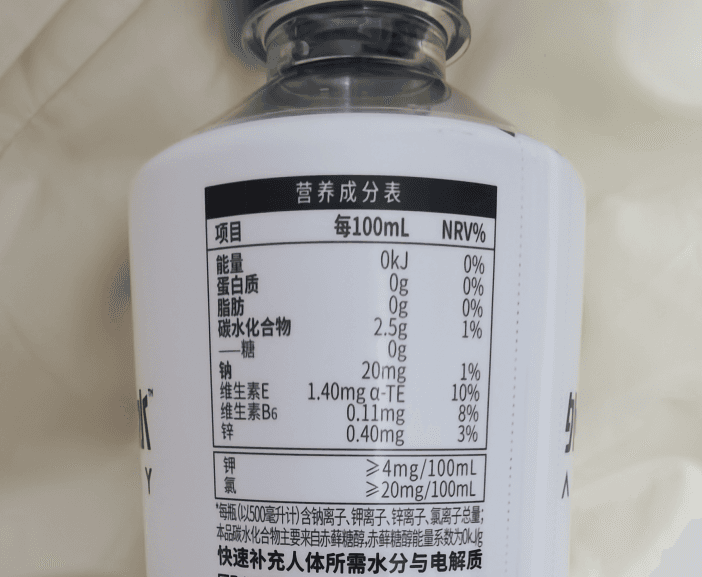 营养成分表
项目 每100mL NRV%
能量 0kJ 0%
蛋白质 0g 0%
脂肪 0g 0%
碳水化合物 2.5g 1%
——糖 0g
钠 20mg 1%
维生素E 1.40mg α-TE 10%
维生素B6 0.11mg 8%
锌 0.40mg 3%
钾 ≥4mg/100mL
氯 ≥20mg/100mL
*每瓶(以500毫升计)含钠离子、钾离子、锌离子、氯离子总量;
本品碳水化合物主要来自赤藓糖醇,赤藓糖醇能量系数为0kJ/g
快速补充人体所需水分与电解质
水™
Y
A